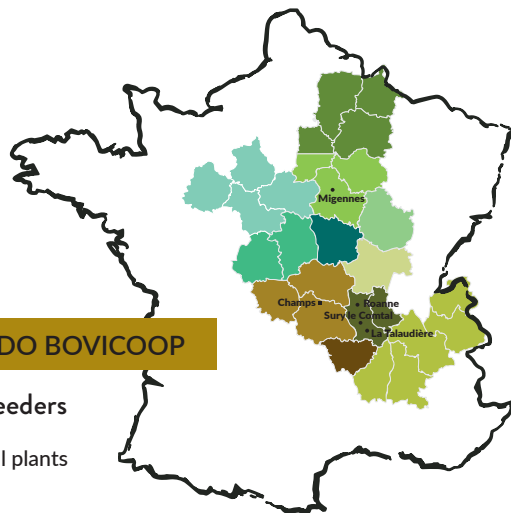 Migennes
Champs
Roanne
Sury le Comtal
La Talaudière
DO BOVICOOP
eeders
l plants